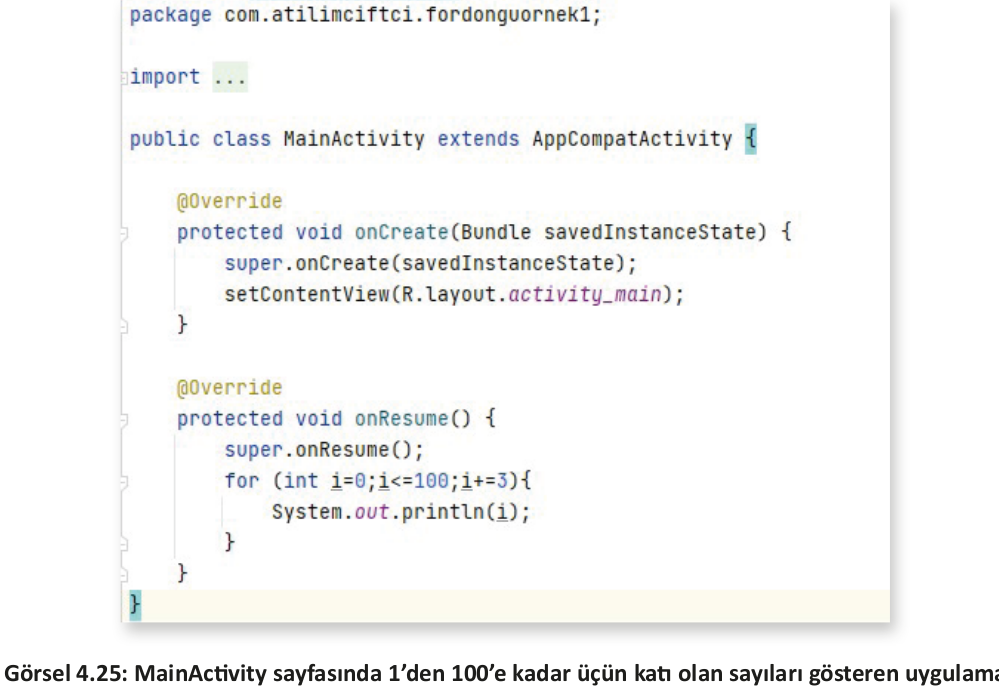 package com.atilimciftci.fordonguornek1;
import ...
public class MainActivity extends AppCompatActivity {
@Override
protected void onCreate(Bundle savedInstanceState) {
super.onCreate(savedInstanceState);
setContentView(R.layout.activity_main);
}
@Override
protected void onResume() {
super.onResume();
for (int i=0;i<=100;i+=3){
System.out.println(i);
}
}
}
Görsel 4.25: MainActivity sayfasında 1’den 100’e kadar üçün katı olan sayıları gösteren uygulama